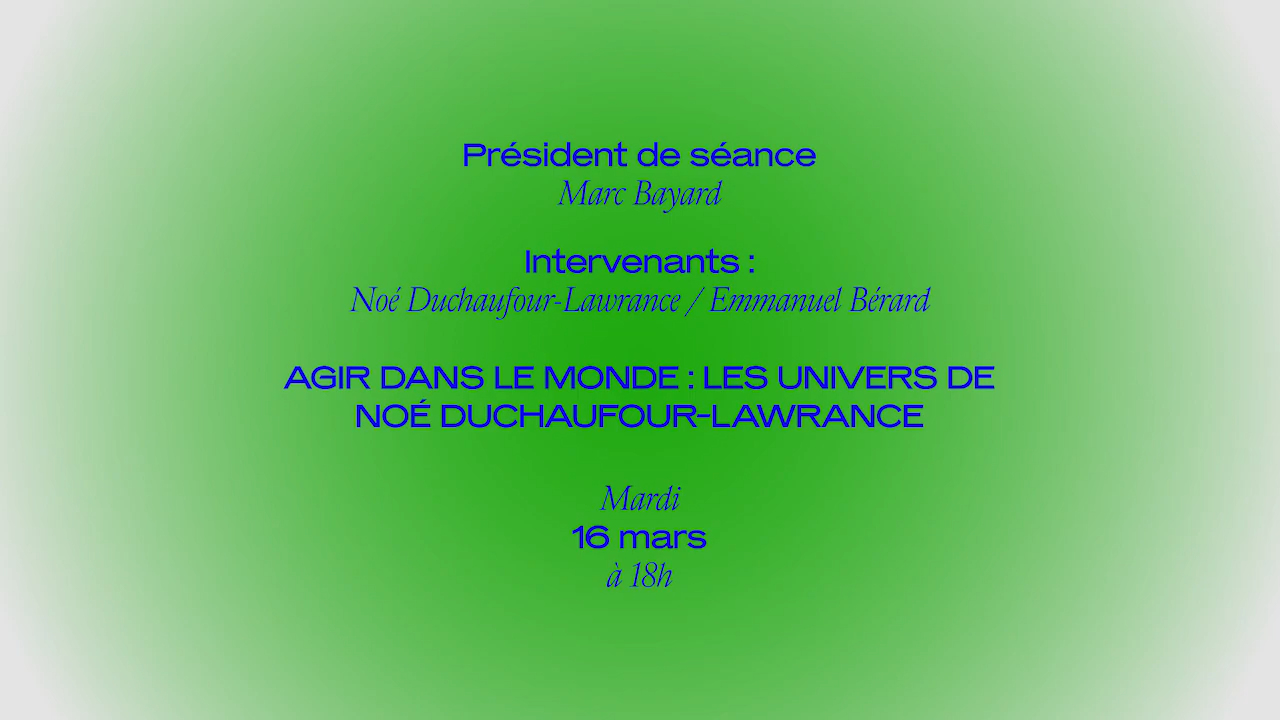 Président de séance
Marc Bayard
Intervenants :
Noé Duchaufour-Lawrance / Emmanuel Bérard
AGIR DANS LE MONDE : LES UNIVERS DE
NOÉ DUCHAUFOUR-LAWRANCE
Mardi
16 mars
à 18h